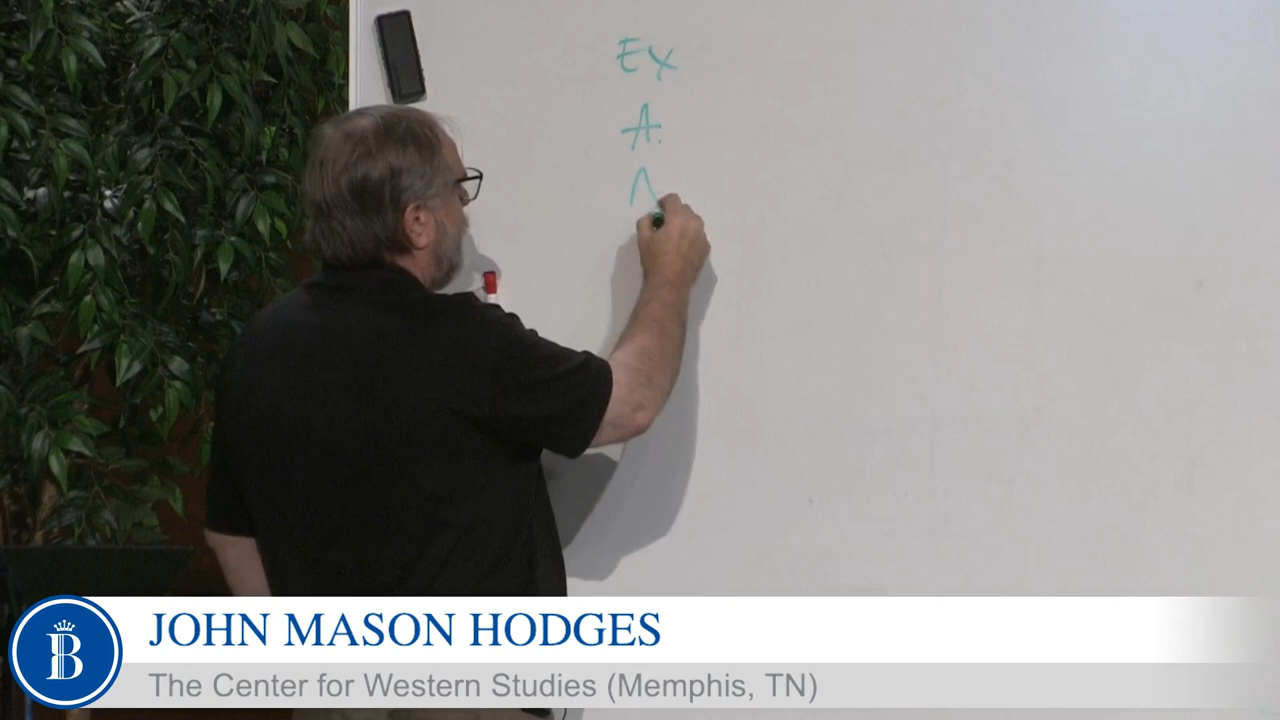 Ex
A.
B
JOHN MASON HODGES
The Center for Western Studies (Memphis, TN)